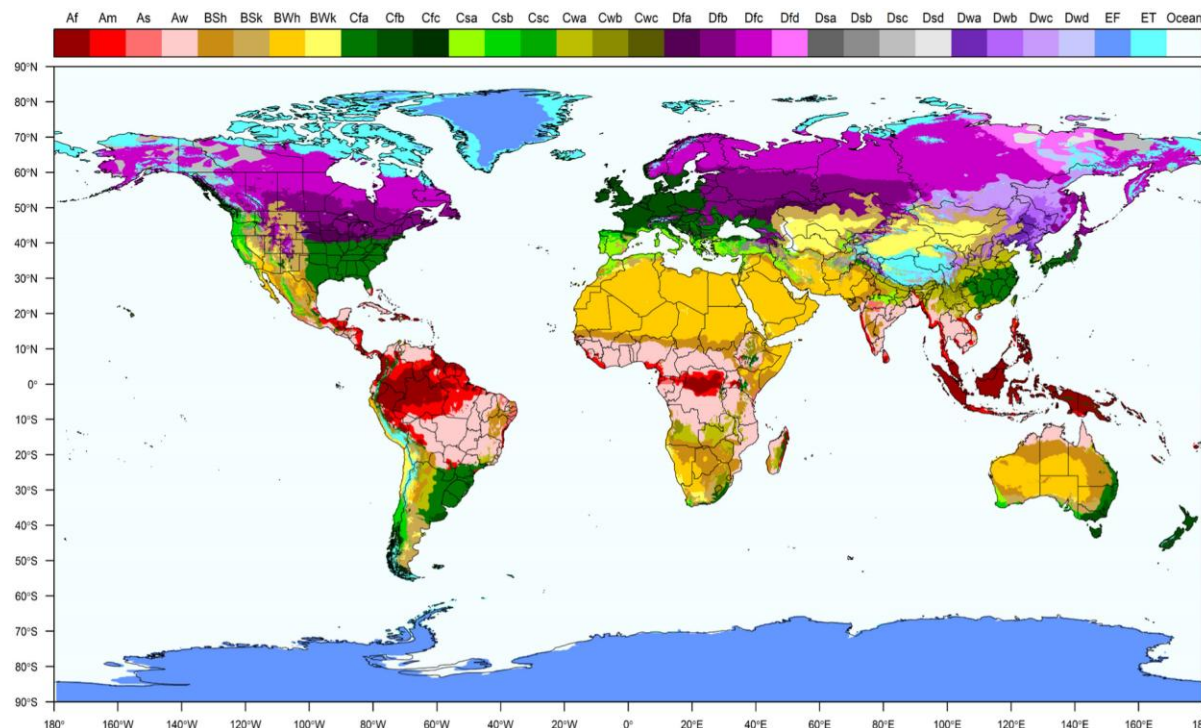 Af Am As Aw BSh BSk BWh BWk Cfa Cfb Cfc Csa Csb Csc Cwa Cwb Cwc Dfa Dfb Dfc Dfd Dsa Dsb Dsc Dsd Dwa Dwb Dwc Dwd EF ET Ocean
90°N
80°N
70°N
60°N
50°N
40°N
30°N
20°N
10°N
0°
10°S
20°S
30°S
40°S
50°S
60°S
70°S
80°S
90°S
180° 160°W 140°W 120°W 100°W 80°W 60°W 40°W 20°W 0° 20°E 40°E 60°E 80°E 100°E 120°E 140°E 160°E